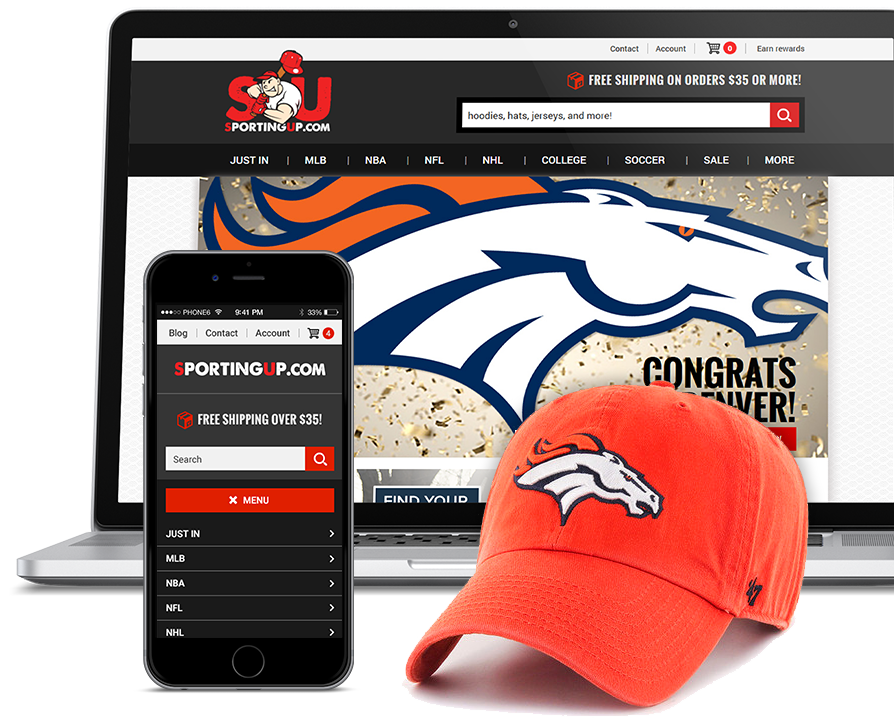 Contact Account 0 Earn rewards
SU
SPORTINGUP.COM
FREE SHIPPING ON ORDERS $35 OR MORE!
hoodies, hats, jerseys, and more!
JUST IN | MLB | NBA | NFL | NHL | COLLEGE | SOCCER | SALE | MORE
CONGRATS
FIND YOUR
PHONE6 9:41 PM 33%
Blog Contact Account 4
SPORTINGUP.COM
FREE SHIPPING OVER $35!
Search
MENU
JUST IN
MLB
NBA
NFL
NHL
47